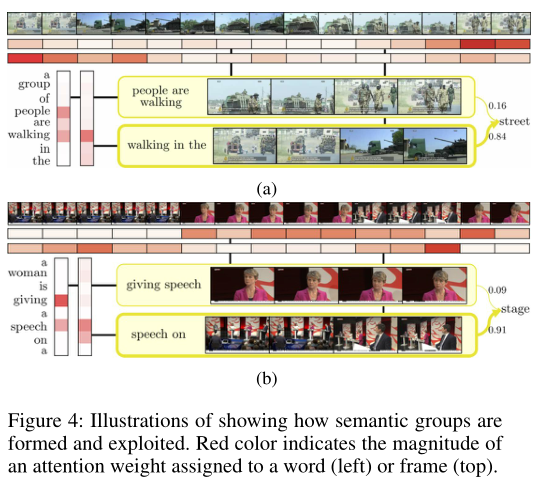 a
group
of
people
are
walking
in
the
people are
walking
walking in the
0.16
street
0.84
(a)
a
woman
is
giving
a
speech
on
a
giving speech
speech on
0.09
stage
0.91
(b)
Figure 4: Illustrations of showing how semantic groups are
formed and exploited. Red color indicates the magnitude of
an attention weight assigned to a word (left) or frame (top).